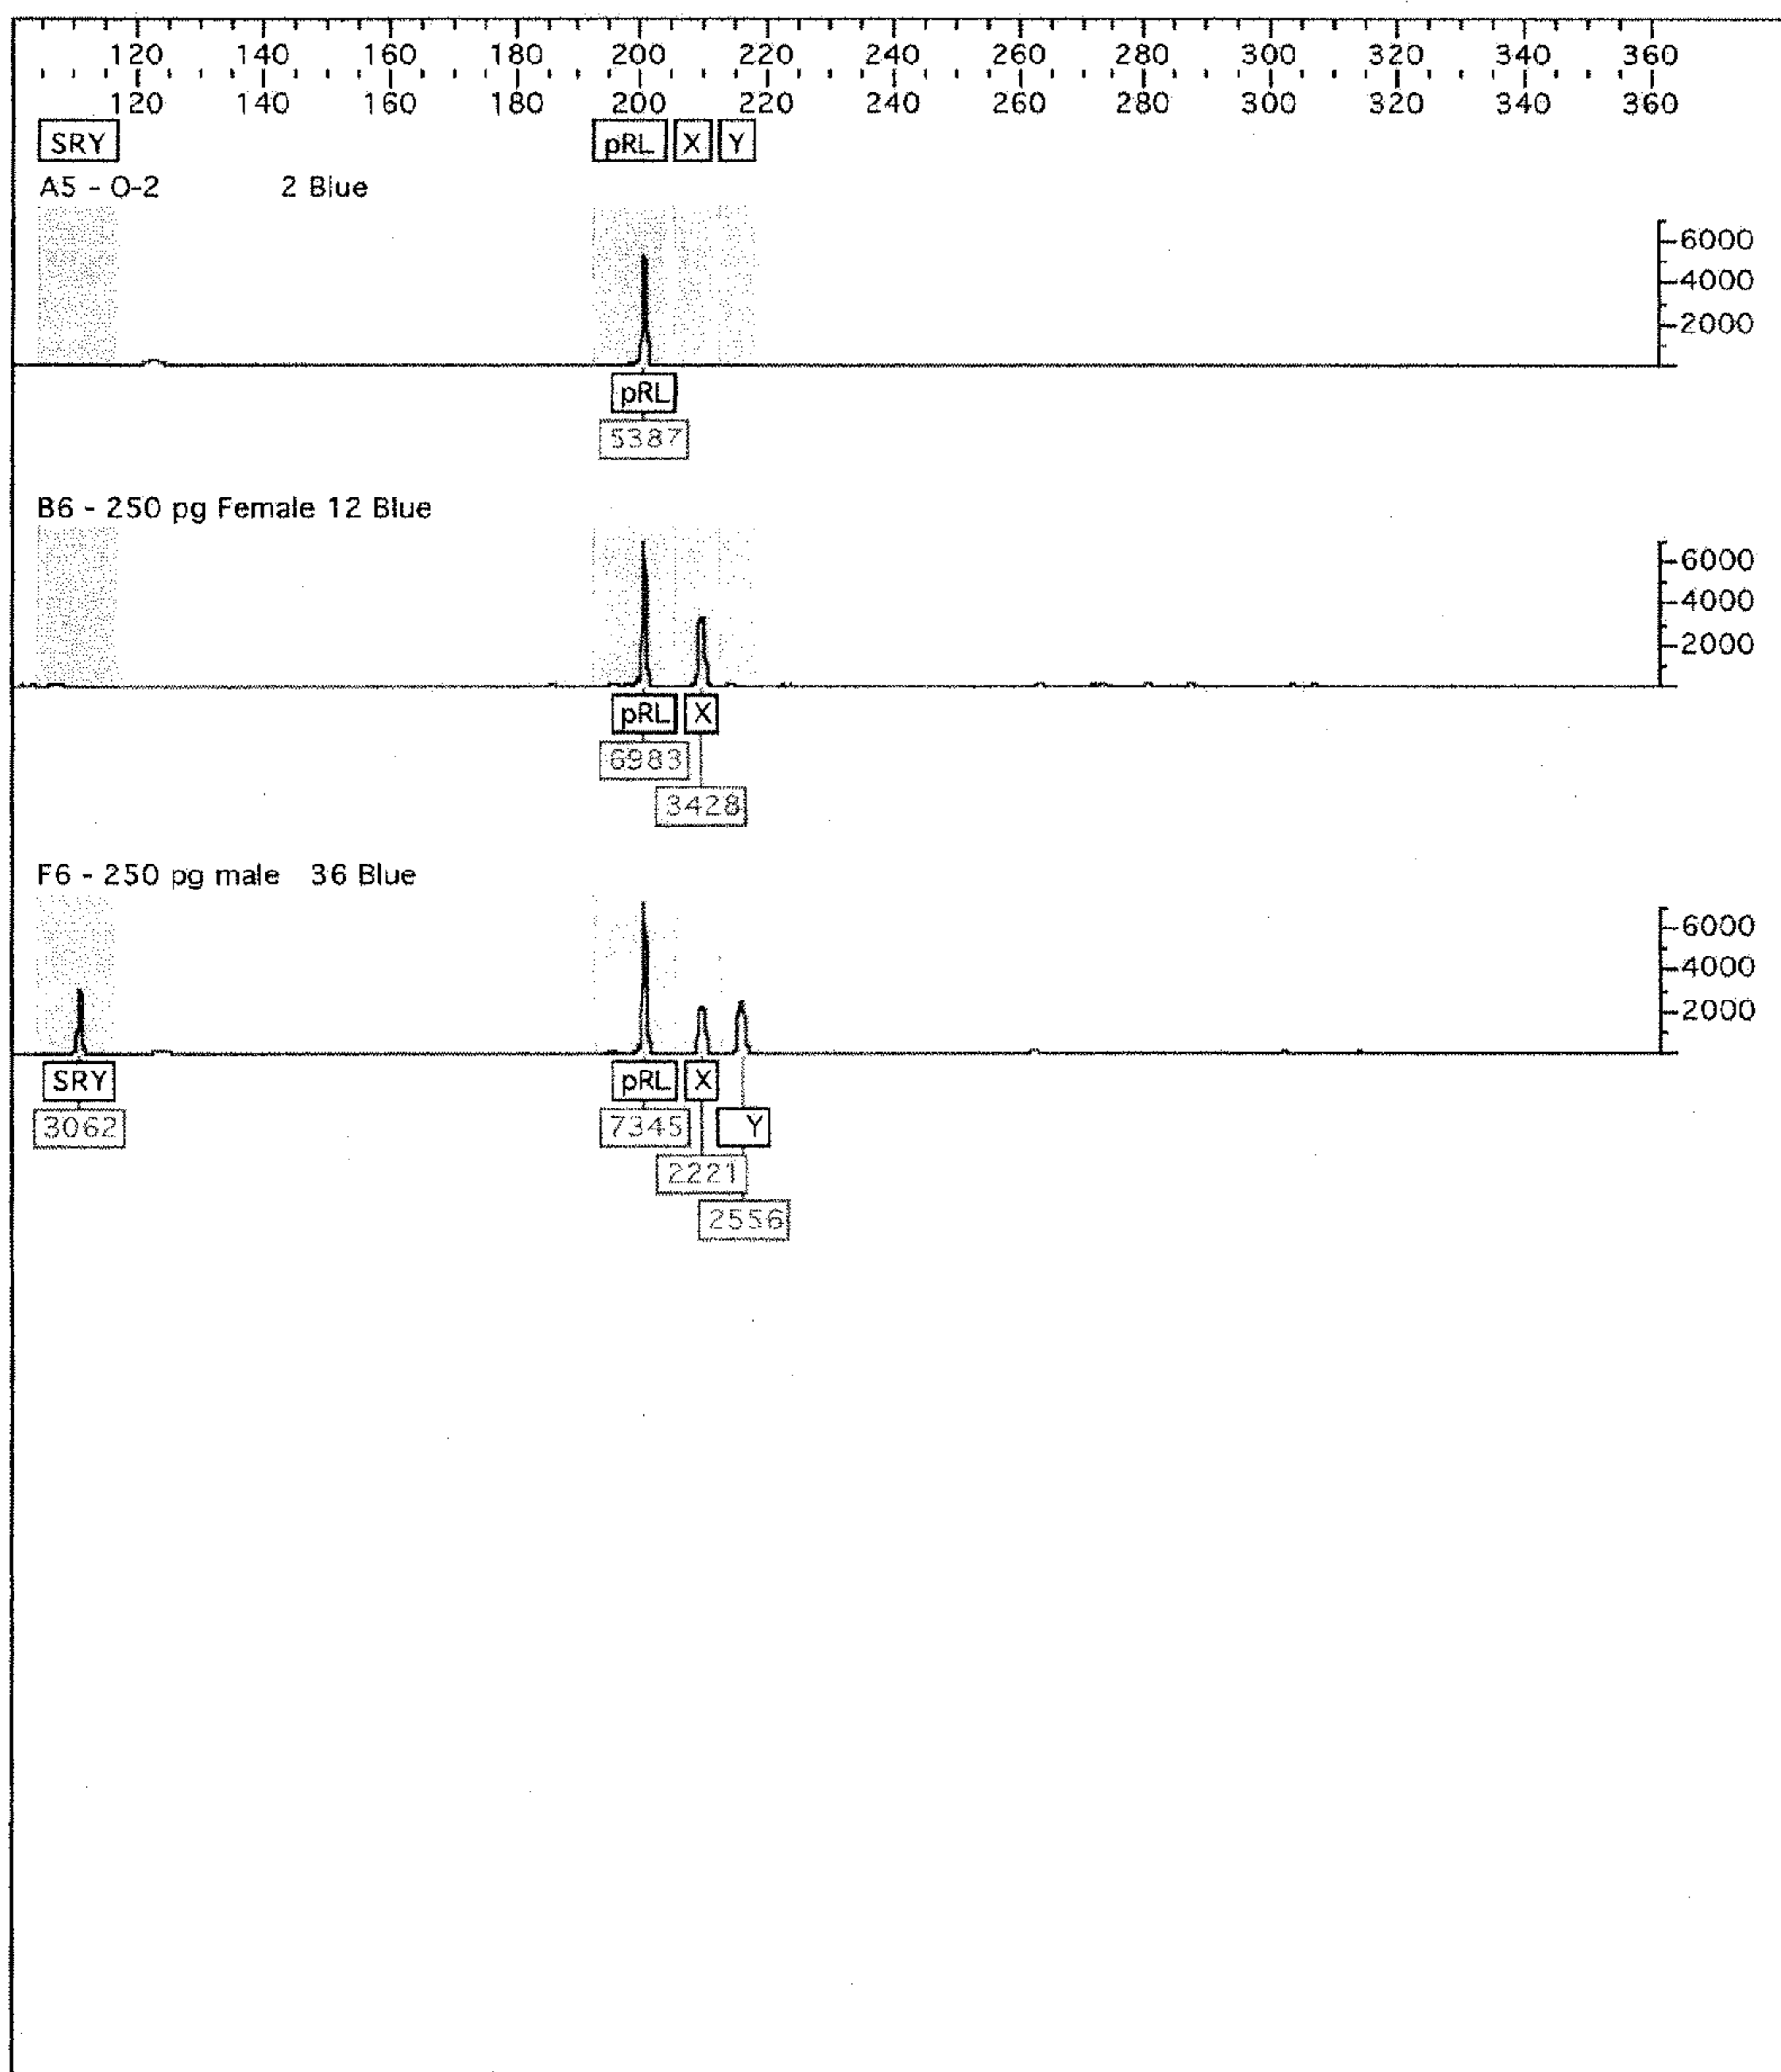 120 140 160 180 200 220 240 260 280 300 320 340 360
120 140 160 180 200 220 240 260 280 300 320 340 360
SRY pRL X Y
A5 - O-2 2 Blue
6000
4000
2000
pRL
5387
B6 - 250 pg Female 12 Blue
6000
4000
2000
pRL X
6983
3428
F6 - 250 pg male 36 Blue
6000
4000
2000
SRY pRL X
3062 7345 Y
2221
2556